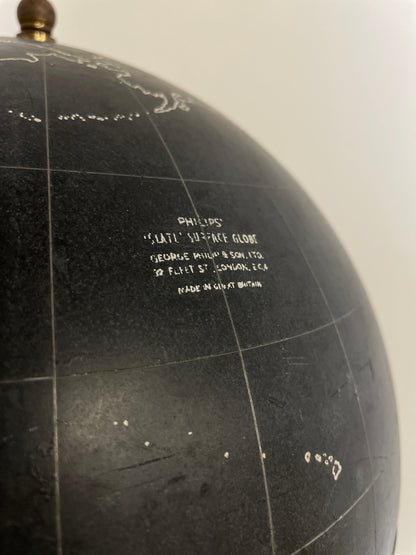 PHILIPS'
'SLATE' SURFACE GLOBE
GEORGE PHILIP & SON, LTD.
32 FLEET ST., LONDON, E.C.4
MADE IN GREAT BRITAIN